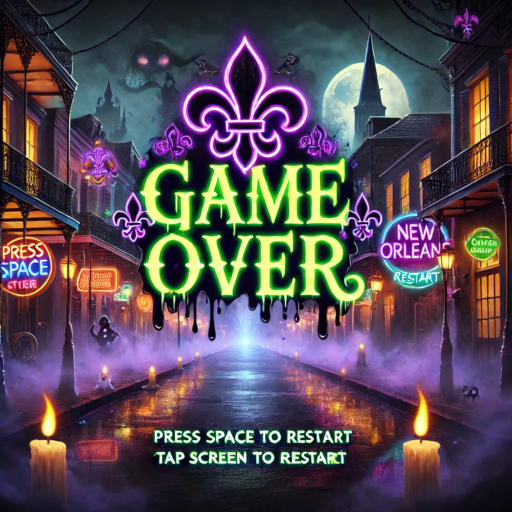 GAME
OVER
PRESS
SPACE
NEW
ORLEANS
RESTART
PRESS SPACE TO RESTART
TAP SCREEN TO RESTART